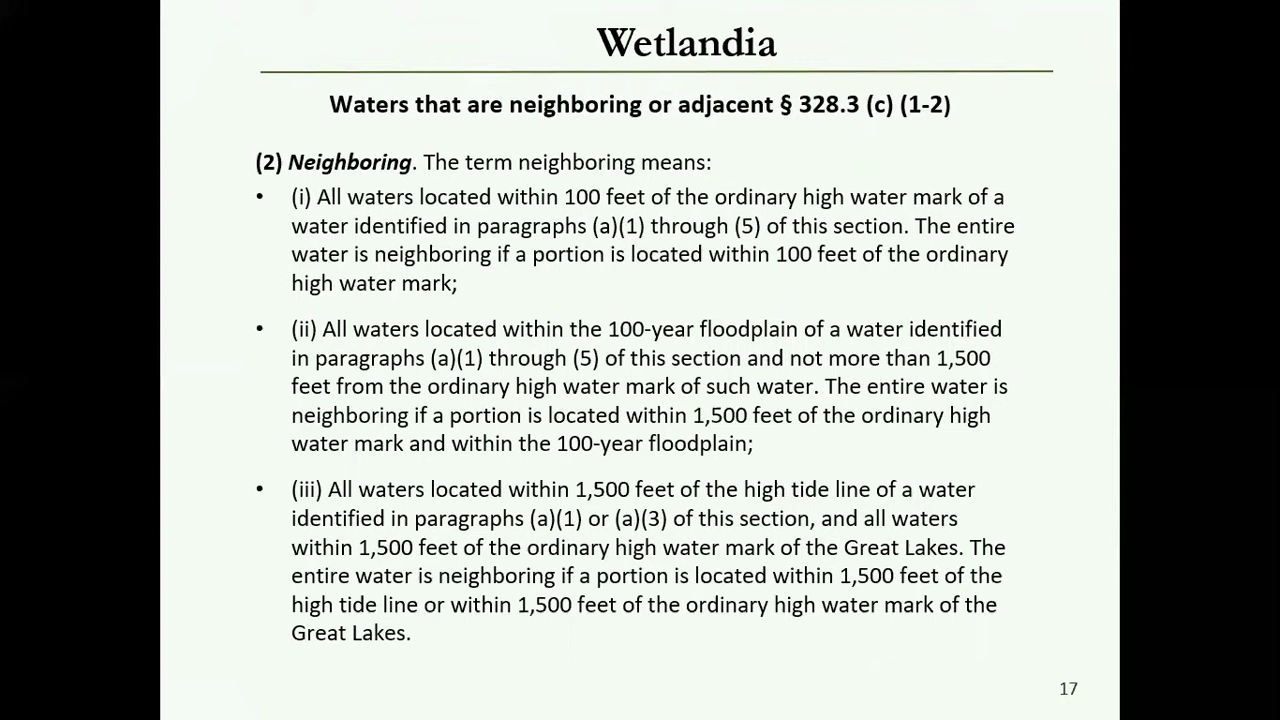 Wetlandia
Waters that are neighboring or adjacent § 328.3 (c) (1-2)
(2) Neighboring. The term neighboring means:
• (i) All waters located within 100 feet of the ordinary high water mark of a
water identified in paragraphs (a)(1) through (5) of this section. The entire
water is neighboring if a portion is located within 100 feet of the ordinary
high water mark;
• (ii) All waters located within the 100-year floodplain of a water identified
in paragraphs (a)(1) through (5) of this section and not more than 1,500
feet from the ordinary high water mark of such water. The entire water is
neighboring if a portion is located within 1,500 feet of the ordinary high
water mark and within the 100-year floodplain;
• (iii) All waters located within 1,500 feet of the high tide line of a water
identified in paragraphs (a)(1) or (a)(3) of this section, and all waters
within 1,500 feet of the ordinary high water mark of the Great Lakes. The
entire water is neighboring if a portion is located within 1,500 feet of the
high tide line or within 1,500 feet of the ordinary high water mark of the
Great Lakes.
17